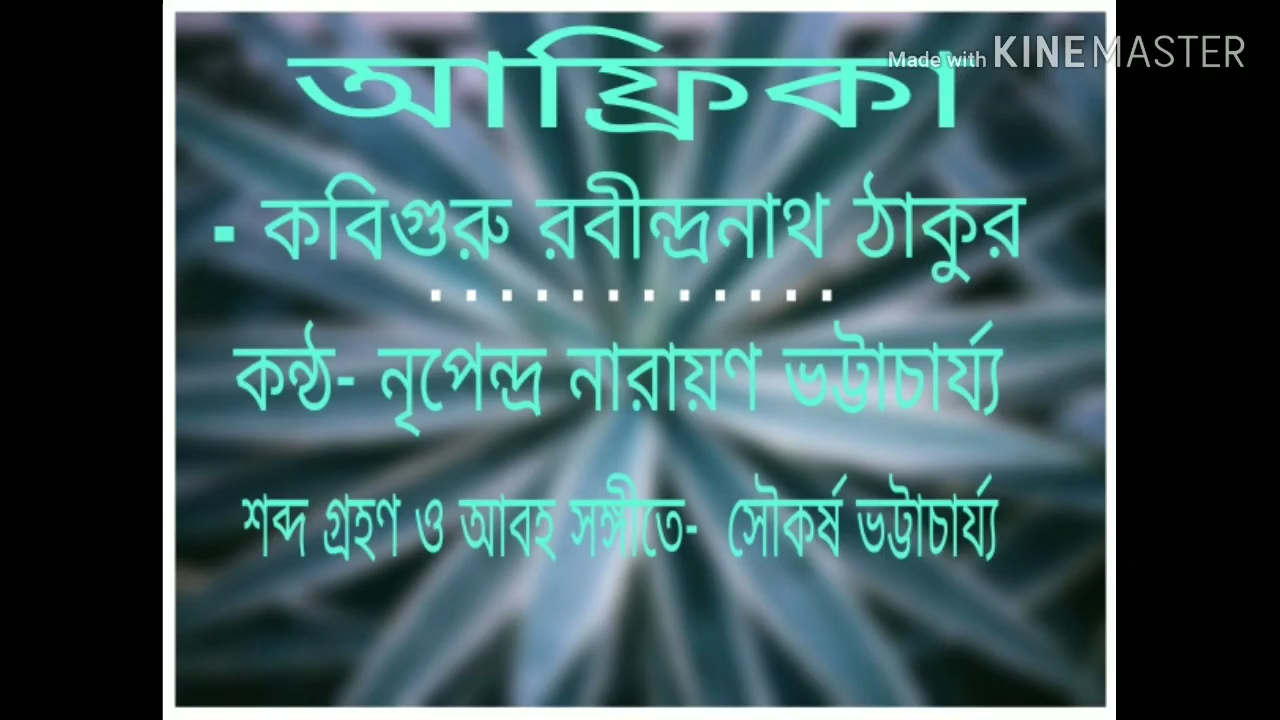 Made with KINEMASTER
আফ্রিকা
- কবিগুরু রবীন্দ্রনাথ ঠাকুর
............
কন্ঠ- নৃপেন্দ্র নারায়ণ ভট্টাচার্য্য
শব্দ গ্রহণ ও আবহ সঙ্গীতে- সৌকর্ষ ভট্টাচার্য্য